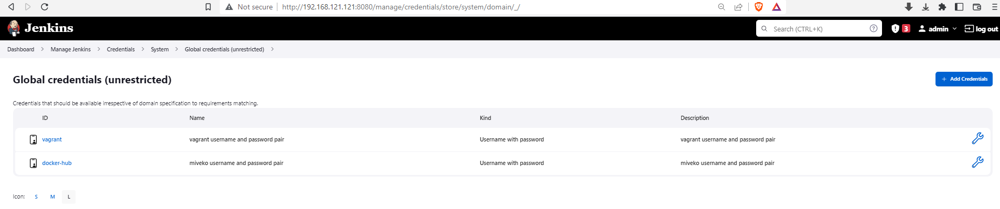 Not secure http://192.168.121.121:8080/manage/credentials/store/system/domain/_/
Jenkins Search (CTRL+K) ? 3 admin log out
Dashboard > Manage Jenkins > Credentials > System > Global credentials (unrestricted) >
Global credentials (unrestricted) + Add Credentials
Credentials that should be available irrespective of domain specification to requirements matching.
ID Name Kind Description
vagrant vagrant username and password pair Username with password vagrant username and password pair
docker-hub miveko username and password pair Username with password miveko username and password pair
Icon: S M L